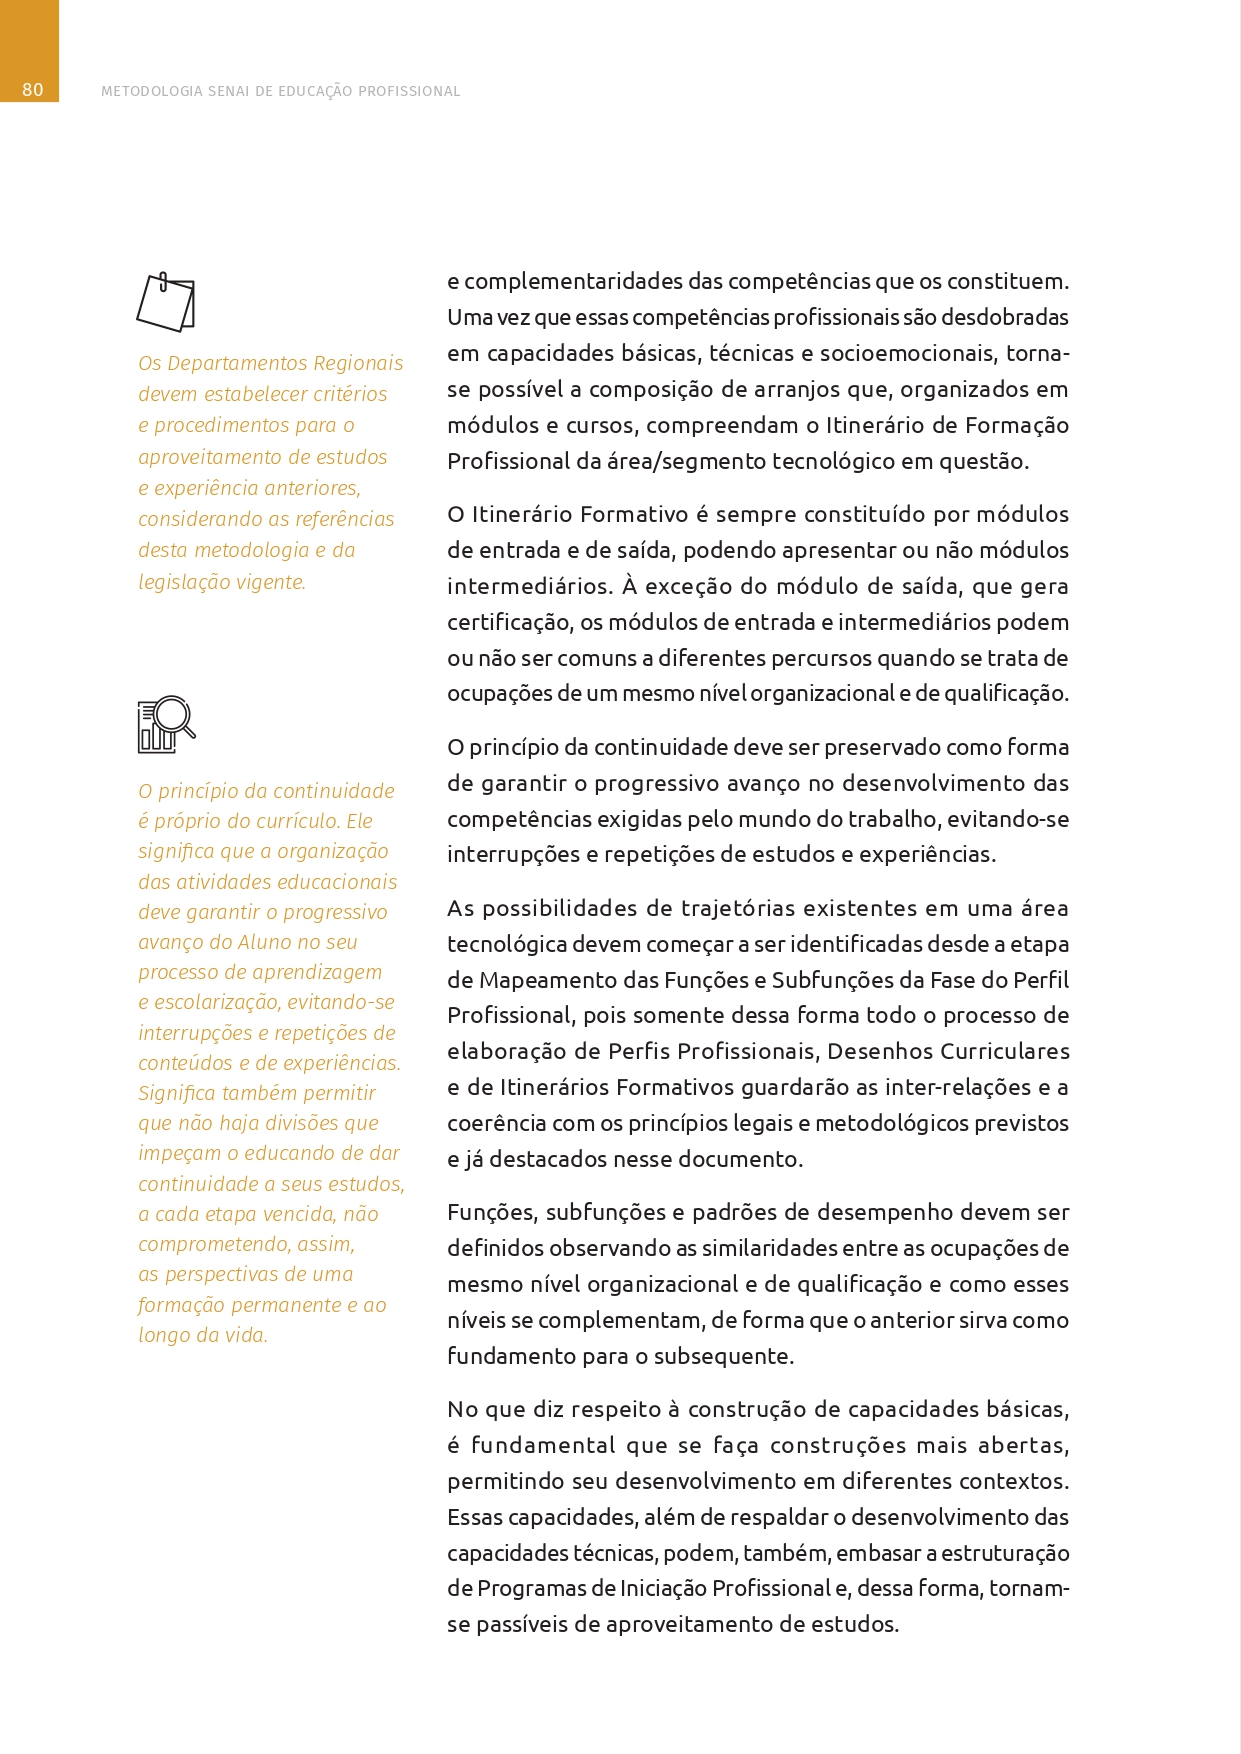 80
METODOLOGIA SENAI DE EDUCAÇÃO PROFISSIONAL
Os Departamentos Regionais
devem estabelecer critérios
e procedimentos para o
aproveitamento de estudos
e experiência anteriores,
considerando as referências
desta metodologia e da
legislação vigente.
O princípio da continuidade
é próprio do currículo. Ele
significa que a organização
das atividades educacionais
deve garantir o progressivo
avanço do Aluno no seu
processo de aprendizagem
e escolarização, evitando-se
interrupções e repetições de
conteúdos e de experiências.
Significa também permitir
que não haja divisões que
impeçam o educando de dar
continuidade a seus estudos,
a cada etapa vencida, não
comprometendo, assim,
as perspectivas de uma
formação permanente e ao
longo da vida.
e complementaridades das competências que os constituem.
Uma vez que essas competências profissionais são desdobradas
em capacidades básicas, técnicas e socioemocionais, torna-
se possível a composição de arranjos que, organizados em
módulos e cursos, compreendam o Itinerário de Formação
Profissional da área/segmento tecnológico em questão.
O Itinerário Formativo é sempre constituído por módulos
de entrada e de saída, podendo apresentar ou não módulos
intermediários. À exceção do módulo de saída, que gera
certificação, os módulos de entrada e intermediários podem
ou não ser comuns a diferentes percursos quando se trata de
ocupações de um mesmo nível organizacional e de qualificação.
O princípio da continuidade deve ser preservado como forma
de garantir o progressivo avanço no desenvolvimento das
competências exigidas pelo mundo do trabalho, evitando-se
interrupções e repetições de estudos e experiências.
As possibilidades de trajetórias existentes em uma área
tecnológica devem começar a ser identificadas desde a etapa
de Mapeamento das Funções e Subfunções da Fase do Perfil
Profissional, pois somente dessa forma todo o processo de
elaboração de Perfis Profissionais, Desenhos Curriculares
e de Itinerários Formativos guardarão as inter-relações e a
coerência com os princípios legais e metodológicos previstos
e já destacados nesse documento.
Funções, subfunções e padrões de desempenho devem ser
definidos observando as similaridades entre as ocupações de
mesmo nível organizacional e de qualificação e como esses
níveis se complementam, de forma que o anterior sirva como
fundamento para o subsequente.
No que diz respeito à construção de capacidades básicas,
é fundamental que se faça construções mais abertas,
permitindo seu desenvolvimento em diferentes contextos.
Essas capacidades, além de respaldar o desenvolvimento das
capacidades técnicas, podem, também, embasar a estruturação
de Programas de Iniciação Profissional e, dessa forma, tornam-
se passíveis de aproveitamento de estudos.